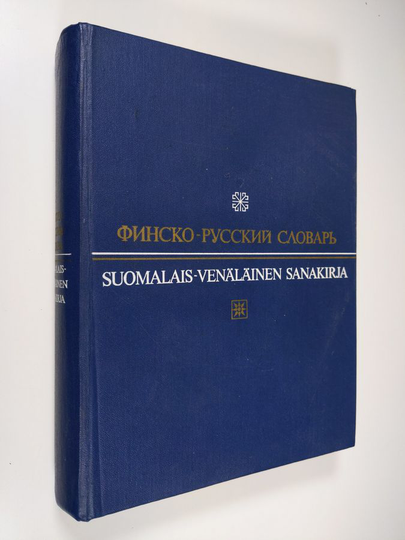 ФИНСКО-РУССКИЙ СЛОВАРЬ
SUOMALAIS-VENÄLÄINEN SANAKIRJA